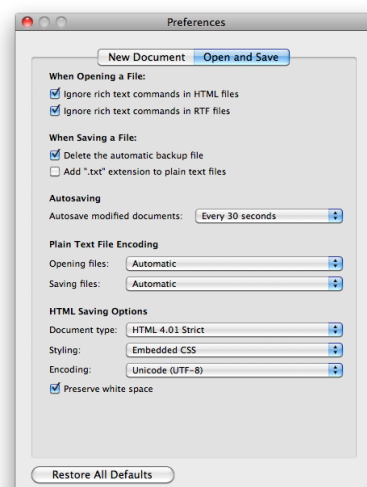 Preferences
New Document Open and Save
When Opening a File:
Ignore rich text commands in HTML files
Ignore rich text commands in RTF files
When Saving a File:
Delete the automatic backup file
Add ".txt" extension to plain text files
Autosaving
Autosave modified documents: Every 30 seconds
Plain Text File Encoding
Opening files: Automatic
Saving files: Automatic
HTML Saving Options
Document type: HTML 4.01 Strict
Styling: Embedded CSS
Encoding: Unicode (UTF-8)
Preserve white space
Restore All Defaults